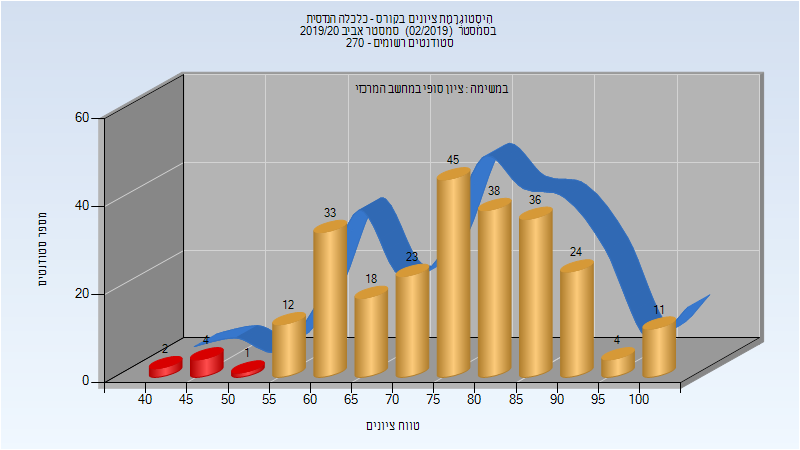 היסטוגרמת ציונים בקורס - כלכלה הנדסית
בסמסטר (02/2019) סמסטר אביב 2019/20
סטודנטים רשומים - 270
במשימה : ציון סופי במחשב המרכזי
מספר סטודנטים
60
40
20
0
2
4
1
12
33
18
23
45
38
36
24
4
11
40 45 50 55 60 65 70 75 80 85 90 95 100
טווח ציונים